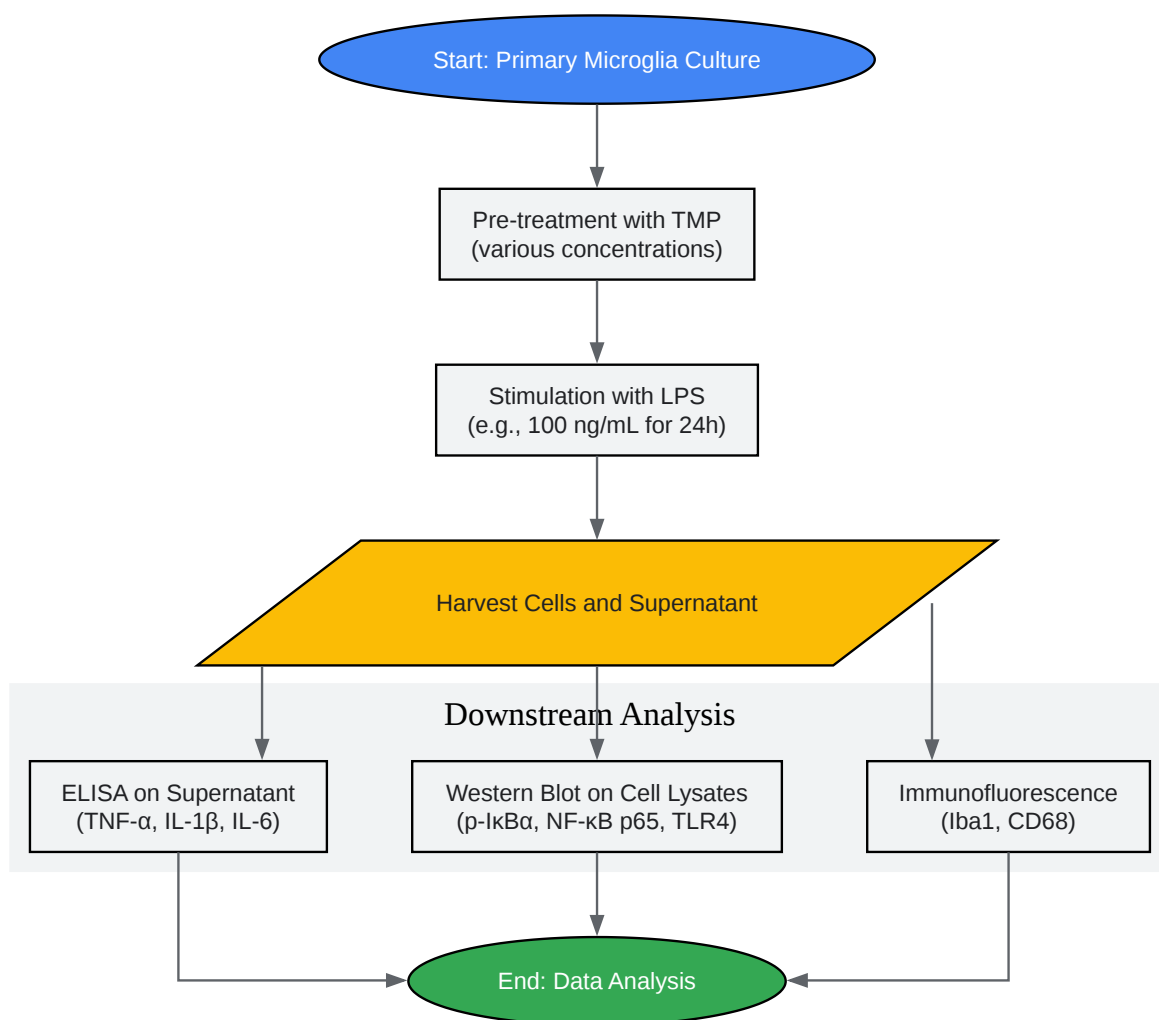 Start: Primary Microglia Culture
Pre-treatment with TMP
(various concentrations)
Stimulation with LPS
(e.g., 100 ng/mL for 24h)
Harvest Cells and Supernatant
Downstream Analysis
ELISA on Supernatant
(TNF-α, IL-1β, IL-6)
Western Blot on Cell Lysates
(p-IκBα, NF-κB p65, TLR4)
Immunofluorescence
(Iba1, CD68)
End: Data Analysis